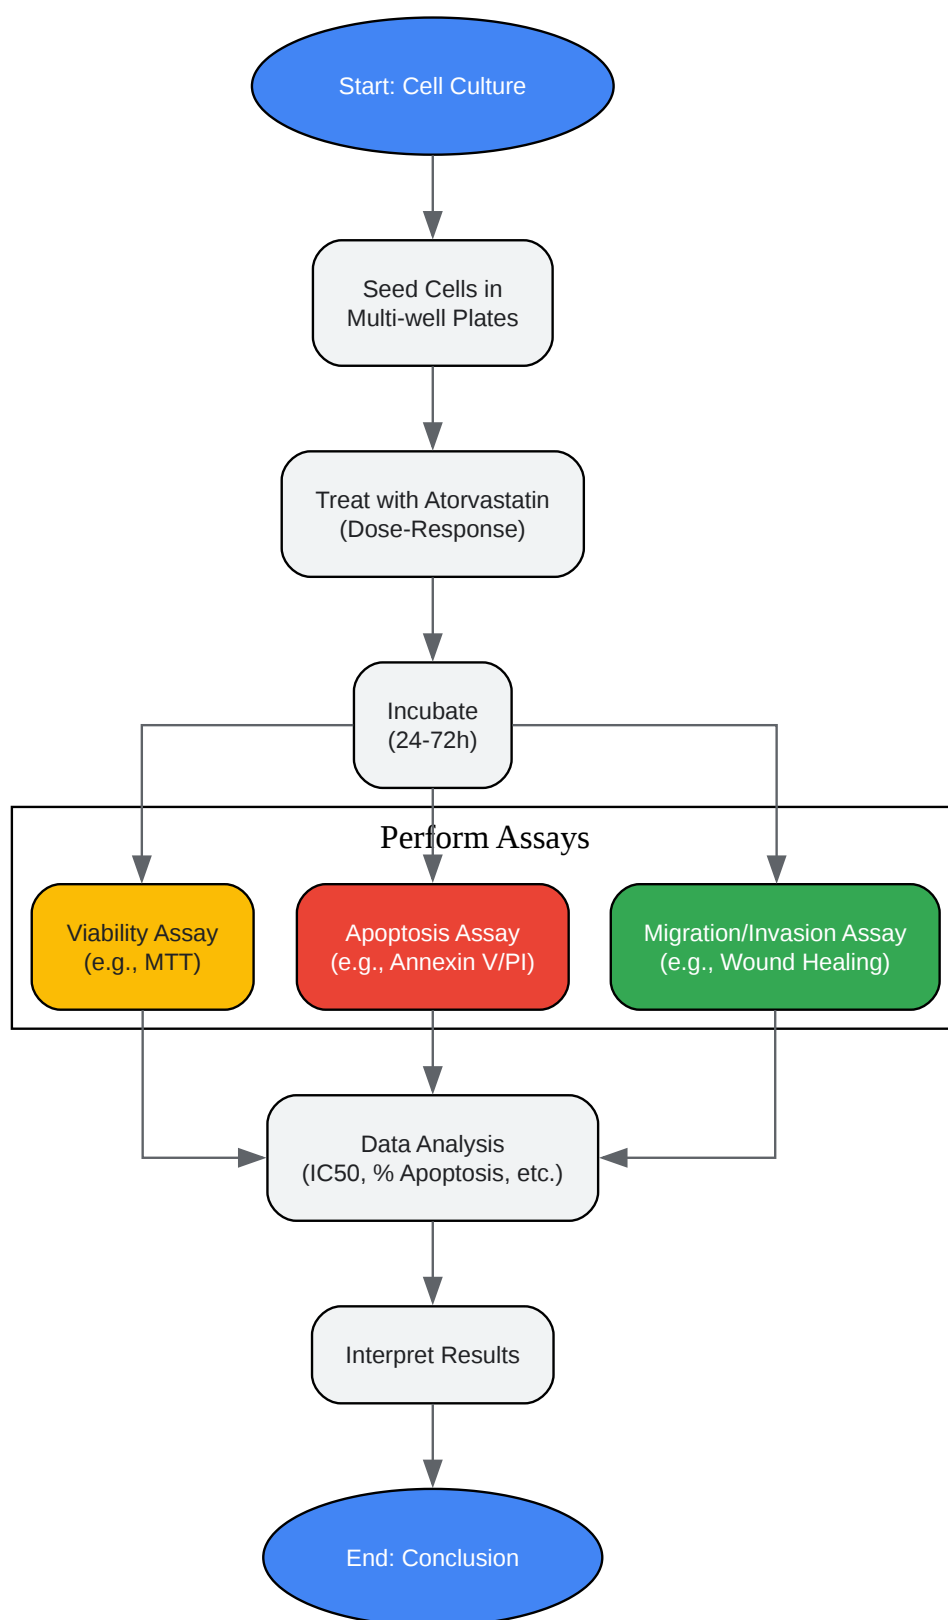 Start: Cell Culture
Seed Cells in
Multi-well Plates
Treat with Atorvastatin
(Dose-Response)
Incubate
(24-72h)
Perform Assays
Viability Assay
(e.g., MTT)
Apoptosis Assay
(e.g., Annexin V/PI)
Migration/Invasion Assay
(e.g., Wound Healing)
Data Analysis
(IC50, % Apoptosis, etc.)
Interpret Results
End: Conclusion